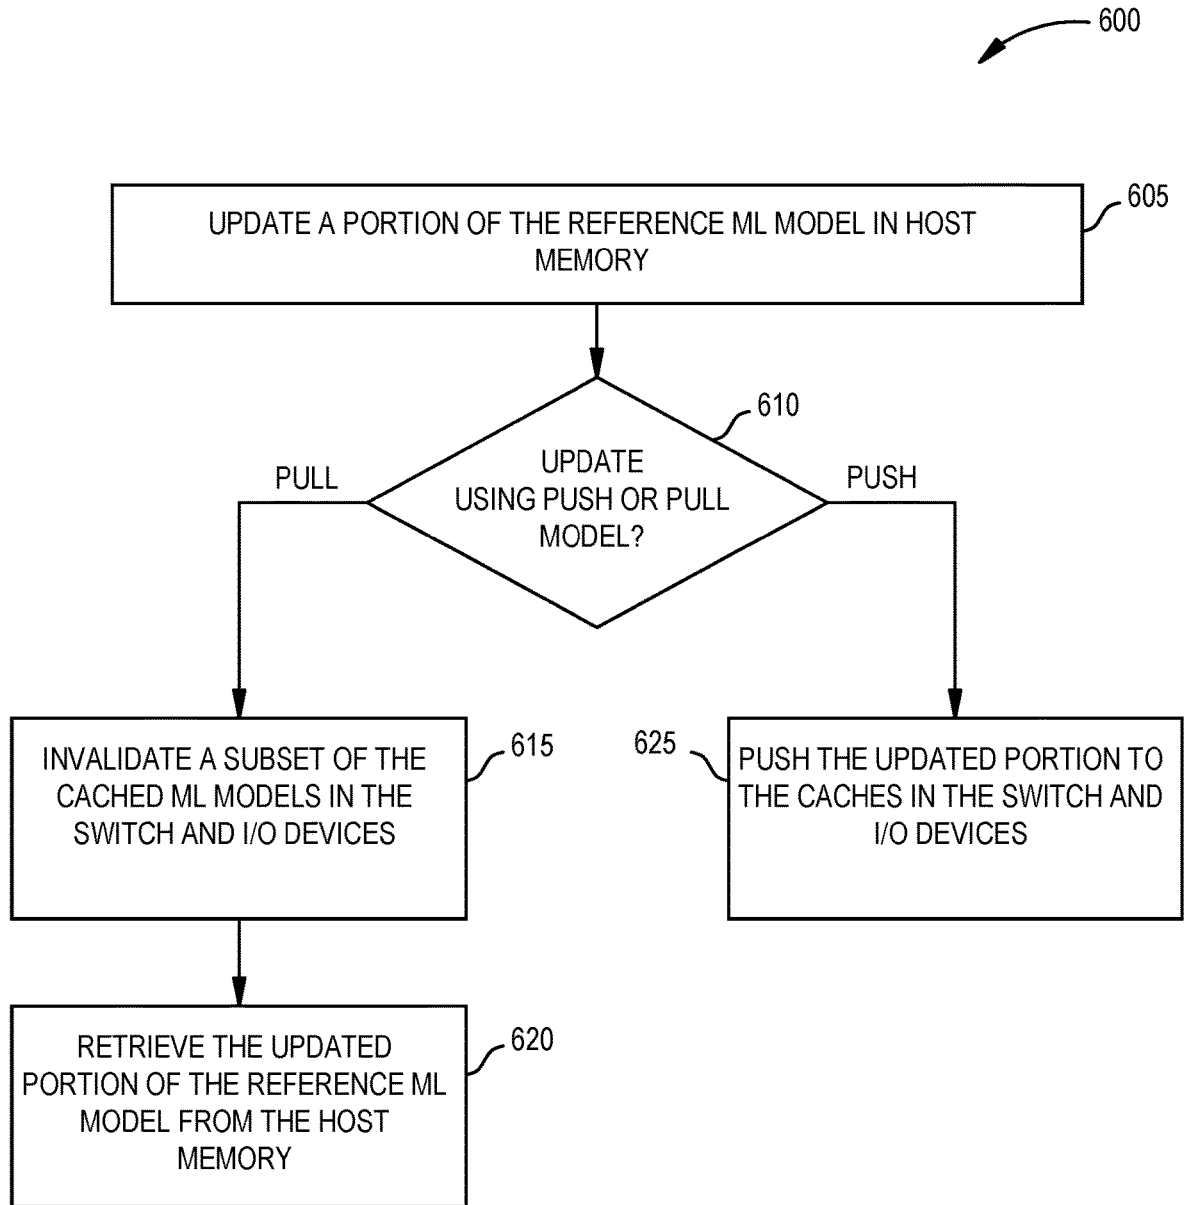 600
605
UPDATE A PORTION OF THE REFERENCE ML MODEL IN HOST
MEMORY
610
UPDATE
USING PUSH OR PULL
MODEL?
PULL
PUSH
615
INVALIDATE A SUBSET OF THE
CACHED ML MODELS IN THE
SWITCH AND I/O DEVICES
625
PUSH THE UPDATED PORTION TO
THE CACHES IN THE SWITCH AND
I/O DEVICES
620
RETRIEVE THE UPDATED
PORTION OF THE REFERENCE ML
MODEL FROM THE HOST
MEMORY